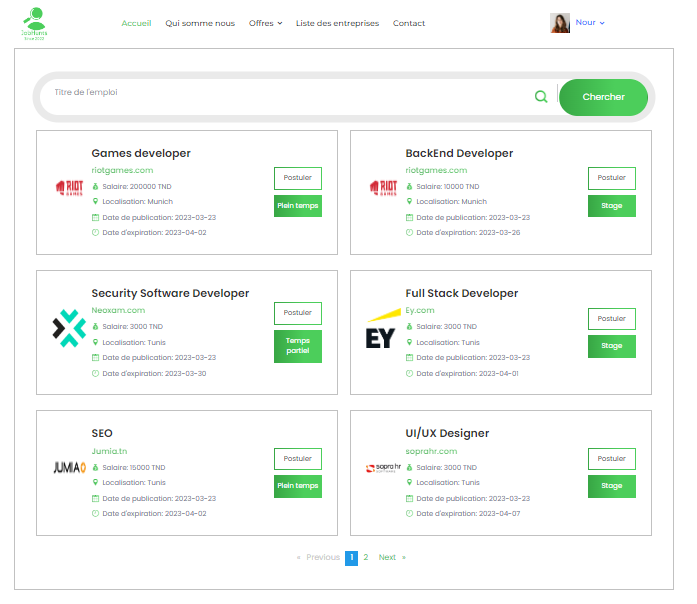 Accueil Qui somme nous Offres Liste des entreprises Contact Nour
Titre de l'emploi Chercher
Games developer
riotgames.com
Salaire: 200000 TND
Localisation: Munich
Date de publication: 2023-03-23
Date d'expiration: 2023-04-02
Postuler
Plein temps
RIOT
GAMES
BackEnd Developer
riotgames.com
Salaire: 10000 TND
Localisation: Munich
Date de publication: 2023-03-23
Date d'expiration: 2023-03-26
Postuler
Stage
RIOT
GAMES
Security Software Developer
Neoxam.com
Salaire: 3000 TND
Localisation: Tunis
Date de publication: 2023-03-23
Date d'expiration: 2023-03-30
Postuler
Temps
partiel
Full Stack Developer
Ey.com
Salaire: 3000 TND
Localisation: Tunis
Date de publication: 2023-03-23
Date d'expiration: 2023-04-01
Postuler
Stage
EY
SEO
Jumia.tn
Salaire: 15000 TND
Localisation: Tunis
Date de publication: 2023-03-23
Date d'expiration: 2023-04-02
Postuler
Plein temps
JUMIA
UI/UX Designer
soprahr.com
Salaire: 3000 TND
Localisation: Tunis
Date de publication: 2023-03-23
Date d'expiration: 2023-04-07
Postuler
Stage
sopra hr
« Previous 1 2 Next »